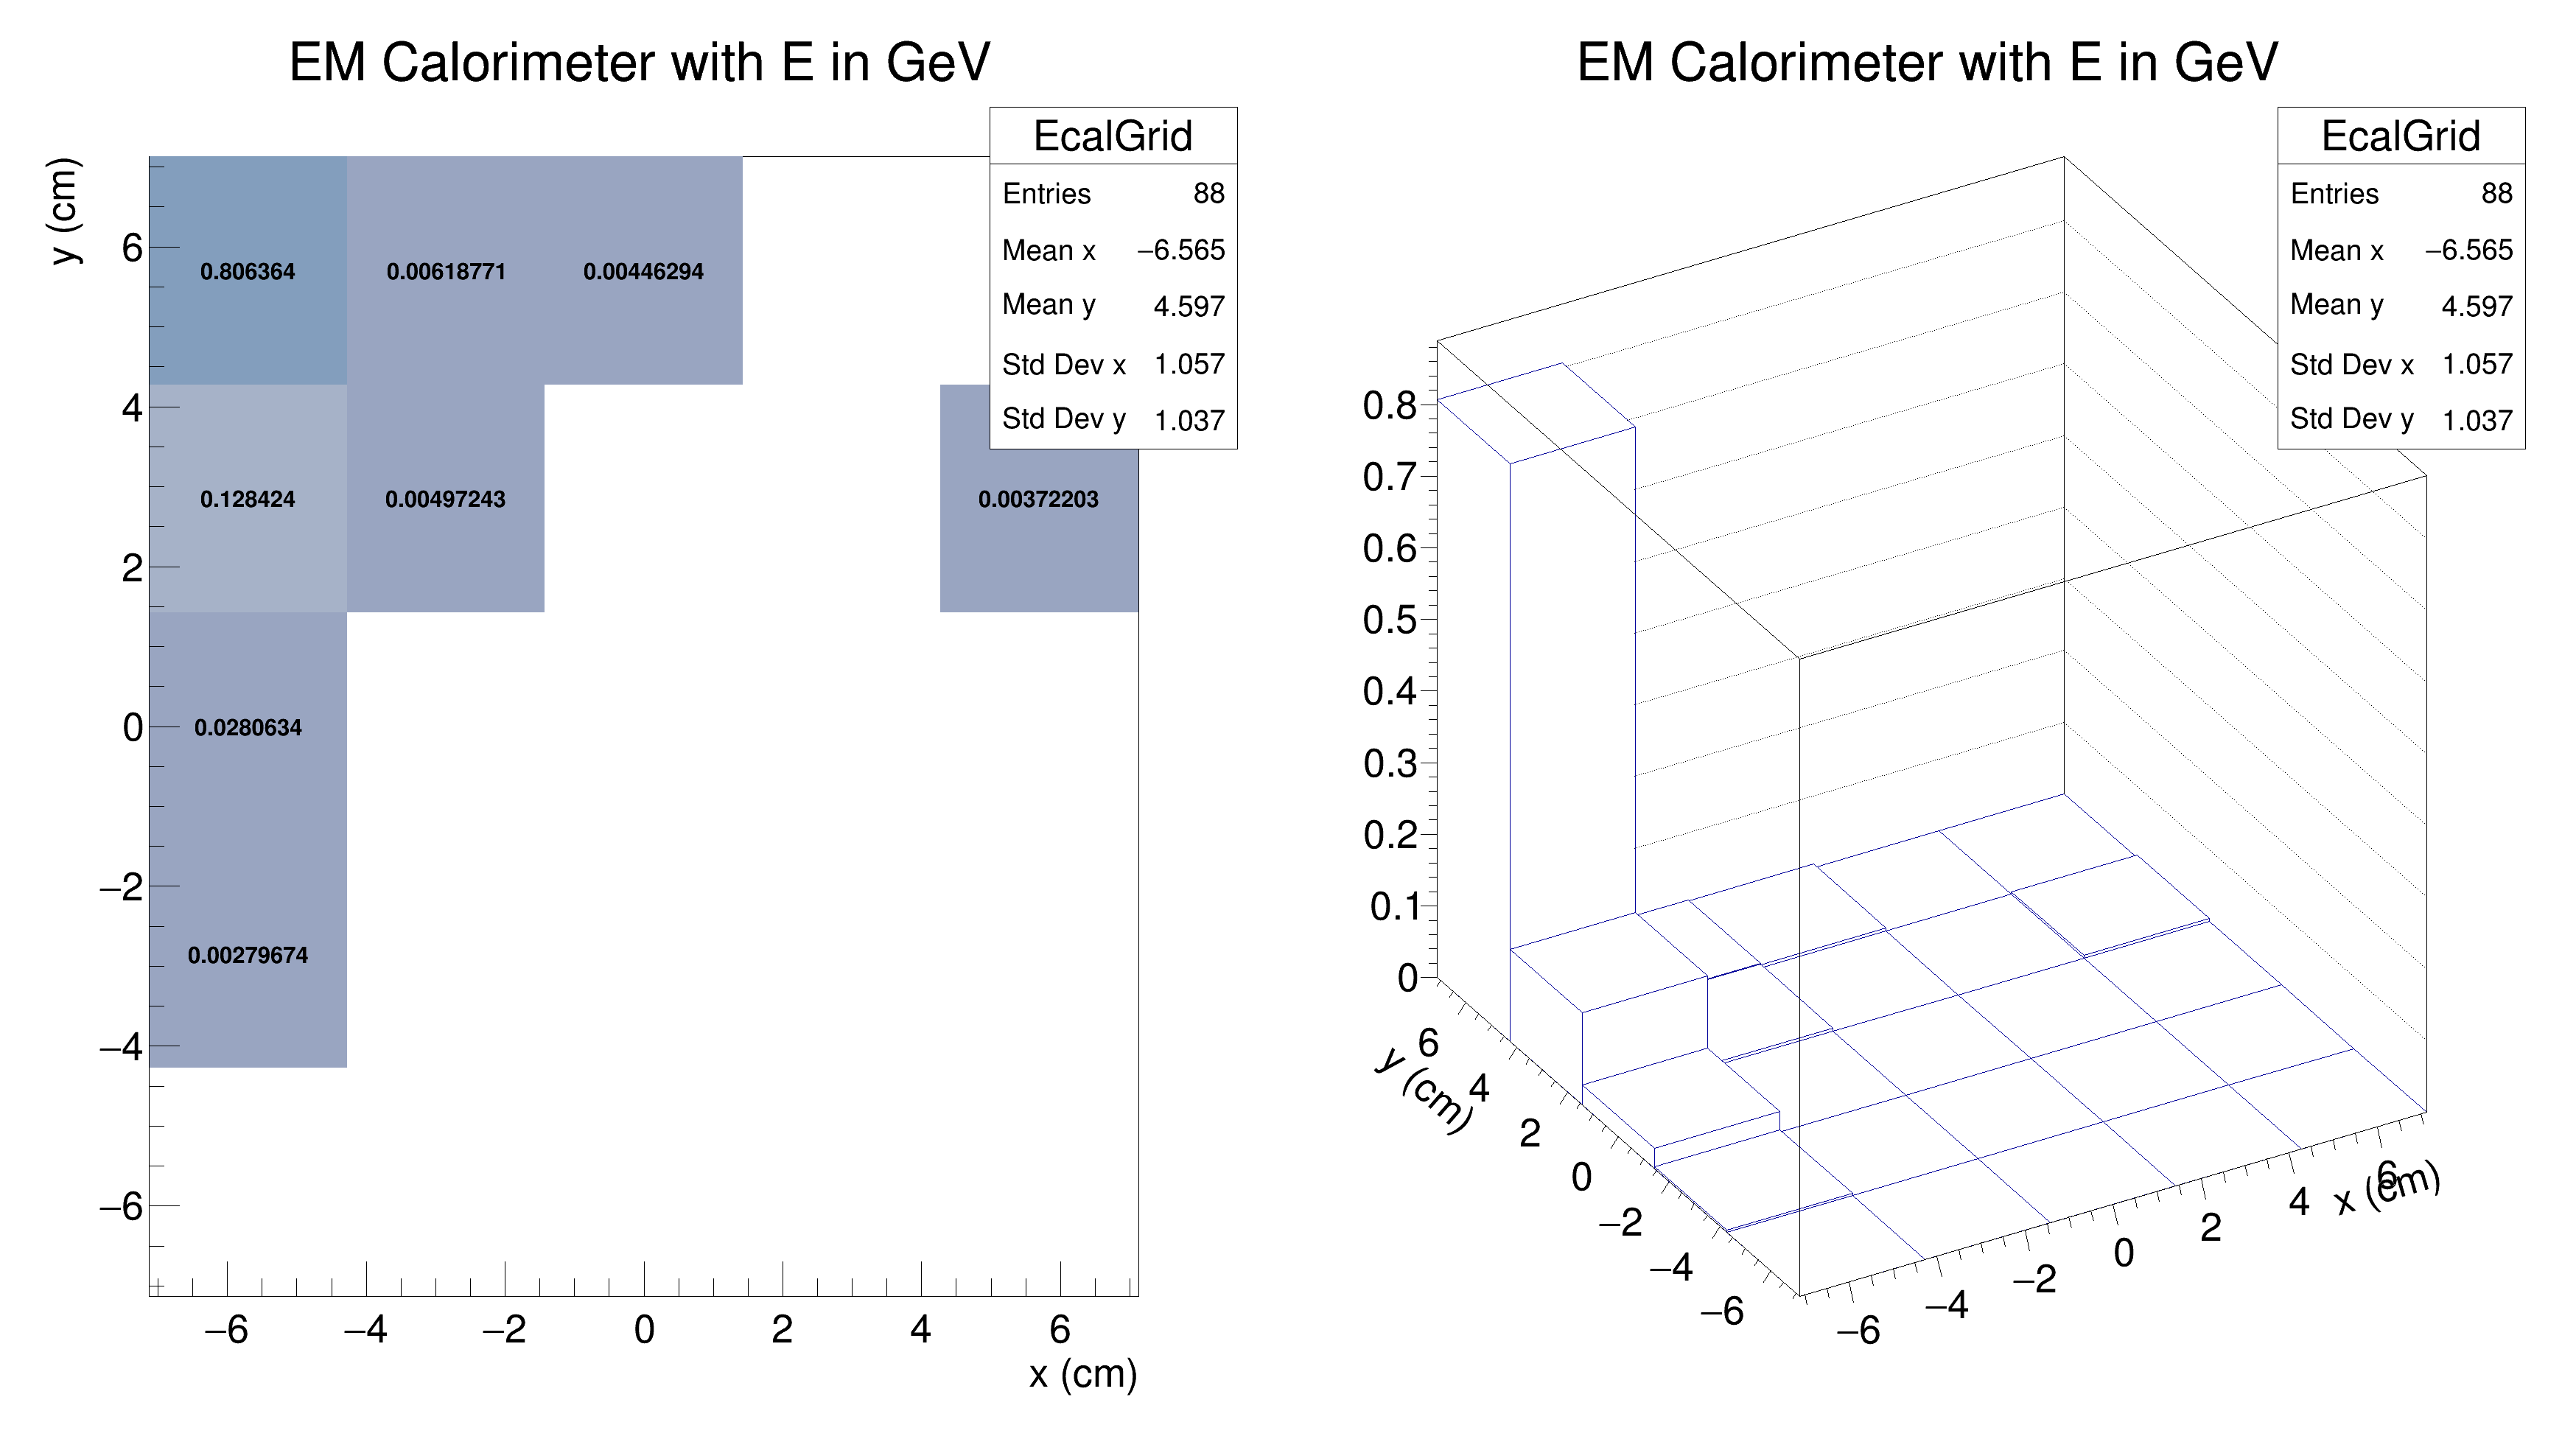 EM Calorimeter with E in GeV
EcalGrid
Entries 88
Mean x −6.565
Mean y 4.597
Std Dev x 1.057
Std Dev y 1.037
y (cm)
6
4
2
0
−2
−4
−6
0.806364 0.00618771 0.00446294
0.128424 0.00497243 0.00372203
0.0280634
0.00279674
−6 −4 −2 0 2 4 6
x (cm)
EM Calorimeter with E in GeV
EcalGrid
Entries 88
Mean x −6.565
Mean y 4.597
Std Dev x 1.057
Std Dev y 1.037
0.8
0.7
0.6
0.5
0.4
0.3
0.2
0.1
0
y (cm)
6
4
2
0
−2
−4
−6
−6 −4 −2 0 2 4 6
x (cm)